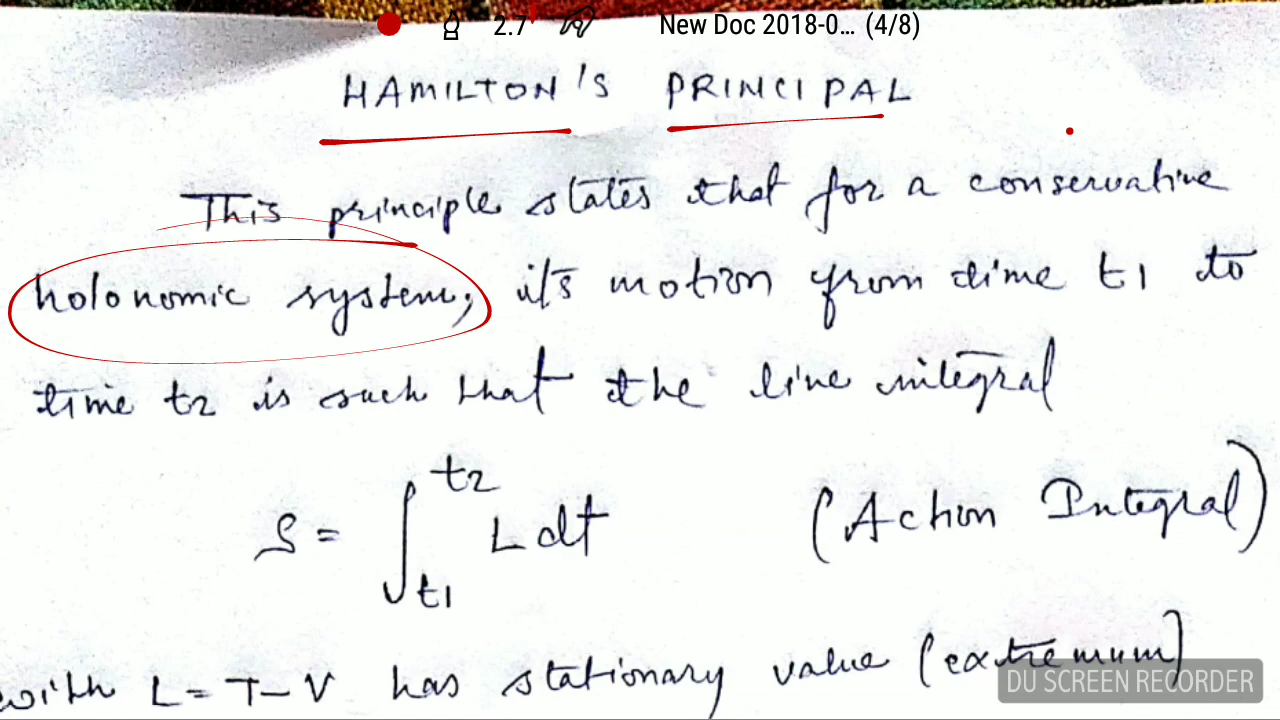 2.7 New Doc 2018-0... (4/8)
HAMILTON'S PRINCIPAL
This principle states that for a conservative
holonomic system, it's motion from time t1 to
time t2 is such that the line integral
S = ∫ t1 t2 L dt (Action Integral)
with L = T - V has stationary value (extremum)
DU SCREEN RECORDER